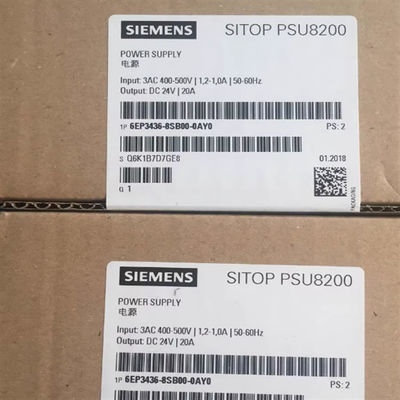 SIEMENS SITOP PSU8200
POWER SUPPLY
电源
Input: 3AC 400-500V | 1,2-1,0A | 50-60Hz
Output: DC 24V | 20A
1P 6EP3436-8SB00-0AY0 PS: 2
S Q6K1B7D7GE8 01.2018
Q 1
PACKAGING
SIEMENS SITOP PSU8200
POWER SUPPLY
电源
Input: 3AC 400-500V | 1,2-1,0A | 50-60Hz
Output: DC 24V | 20A
1P 6EP3436-8SB00-0AY0 PS: 2